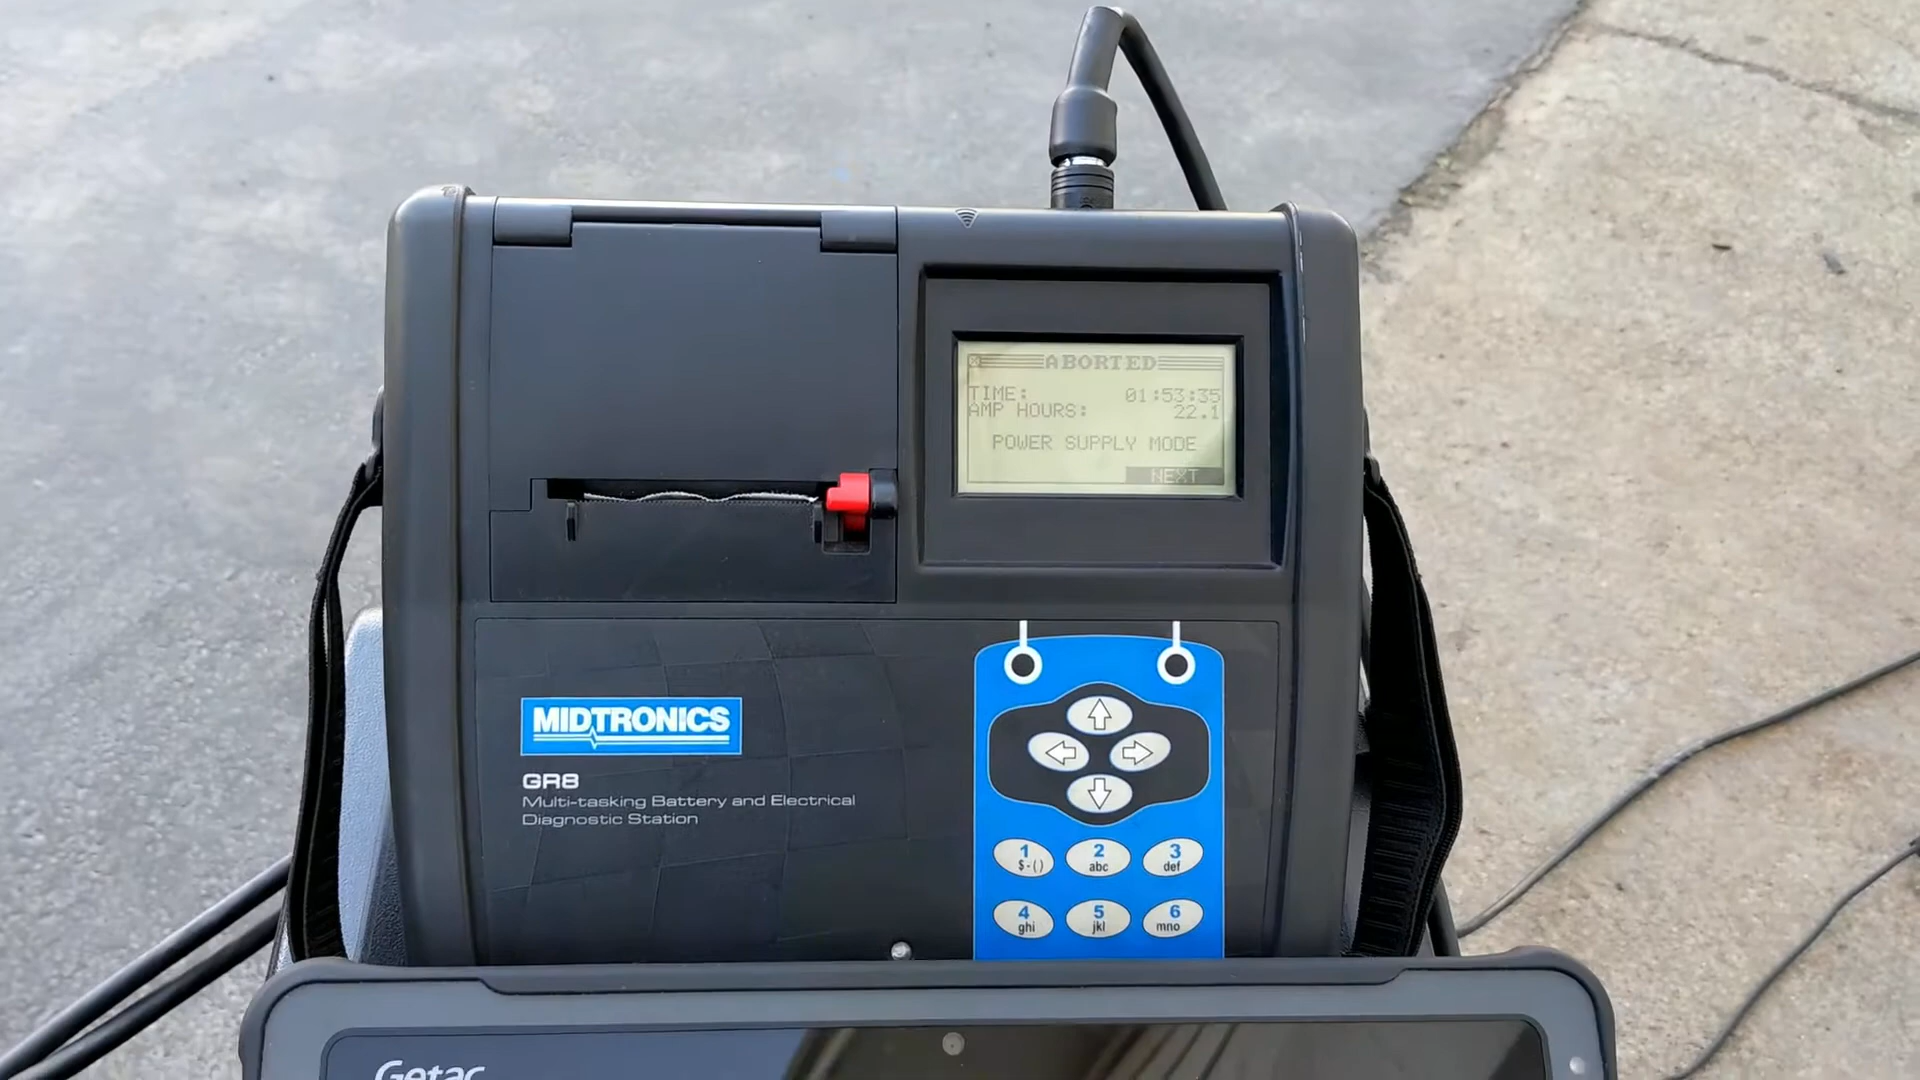 ABORTED
TIME: 01:53:35
AMP HOURS: 22.1
POWER SUPPLY MODE
NEXT
MIDTRONICS
GR8
Multi-tasking Battery and Electrical
Diagnostic Station
1 2 3
$-() abc def
4 5 6
ghi jkl mno
Getac